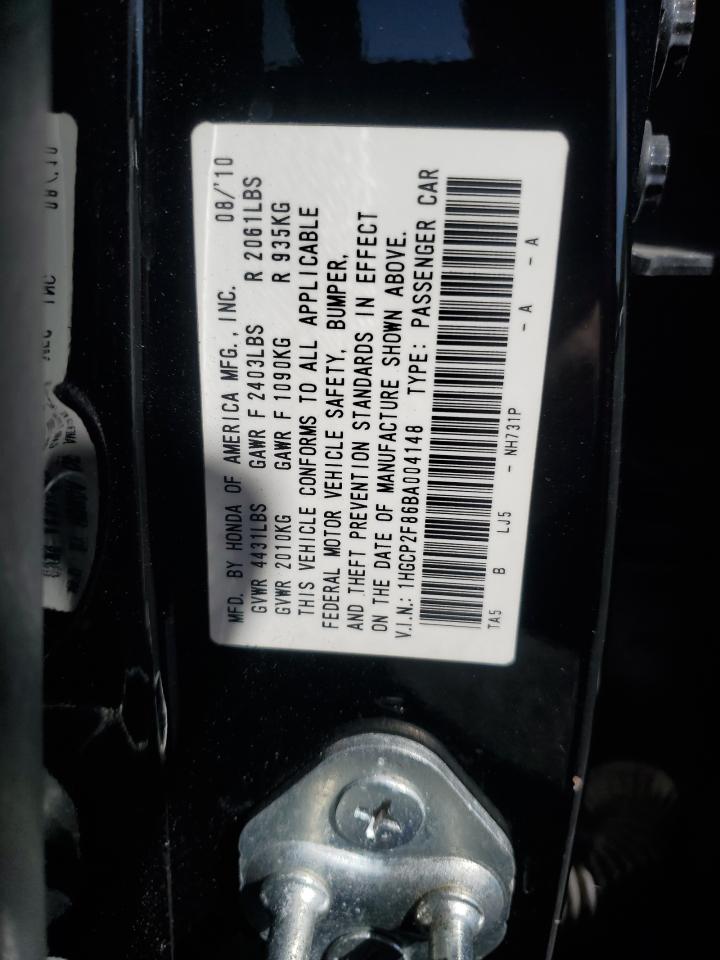 MFD. BY HONDA OF AMERICA MFG., INC. 08/'10
GVWR 4431LBS GAWR F 2403LBS R 2061LBS
GVWR 2010KG GAWR F 1090KG R 935KG
THIS VEHICLE CONFORMS TO ALL APPLICABLE
FEDERAL MOTOR VEHICLE SAFETY, BUMPER,
AND THEFT PREVENTION STANDARDS IN EFFECT
ON THE DATE OF MANUFACTURE SHOWN ABOVE.
V.I.N.: 1HGCP2F86BA004148 TYPE: PASSENGER CAR
TA5 B LJ5 - NH731P - A - A
08/'10